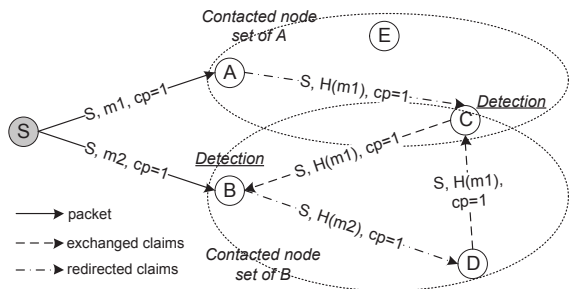 Contacted node
set of A
E
A
S, m1, cp=1
S, H(m1), cp=1
Detection
C
S
S, m2, cp=1
Detection
S, H(m1), cp=1
B
S, H(m1),
cp=1
S, H(m2), cp=1
packet
exchanged claims
redirected claims
Contacted node
set of B
D